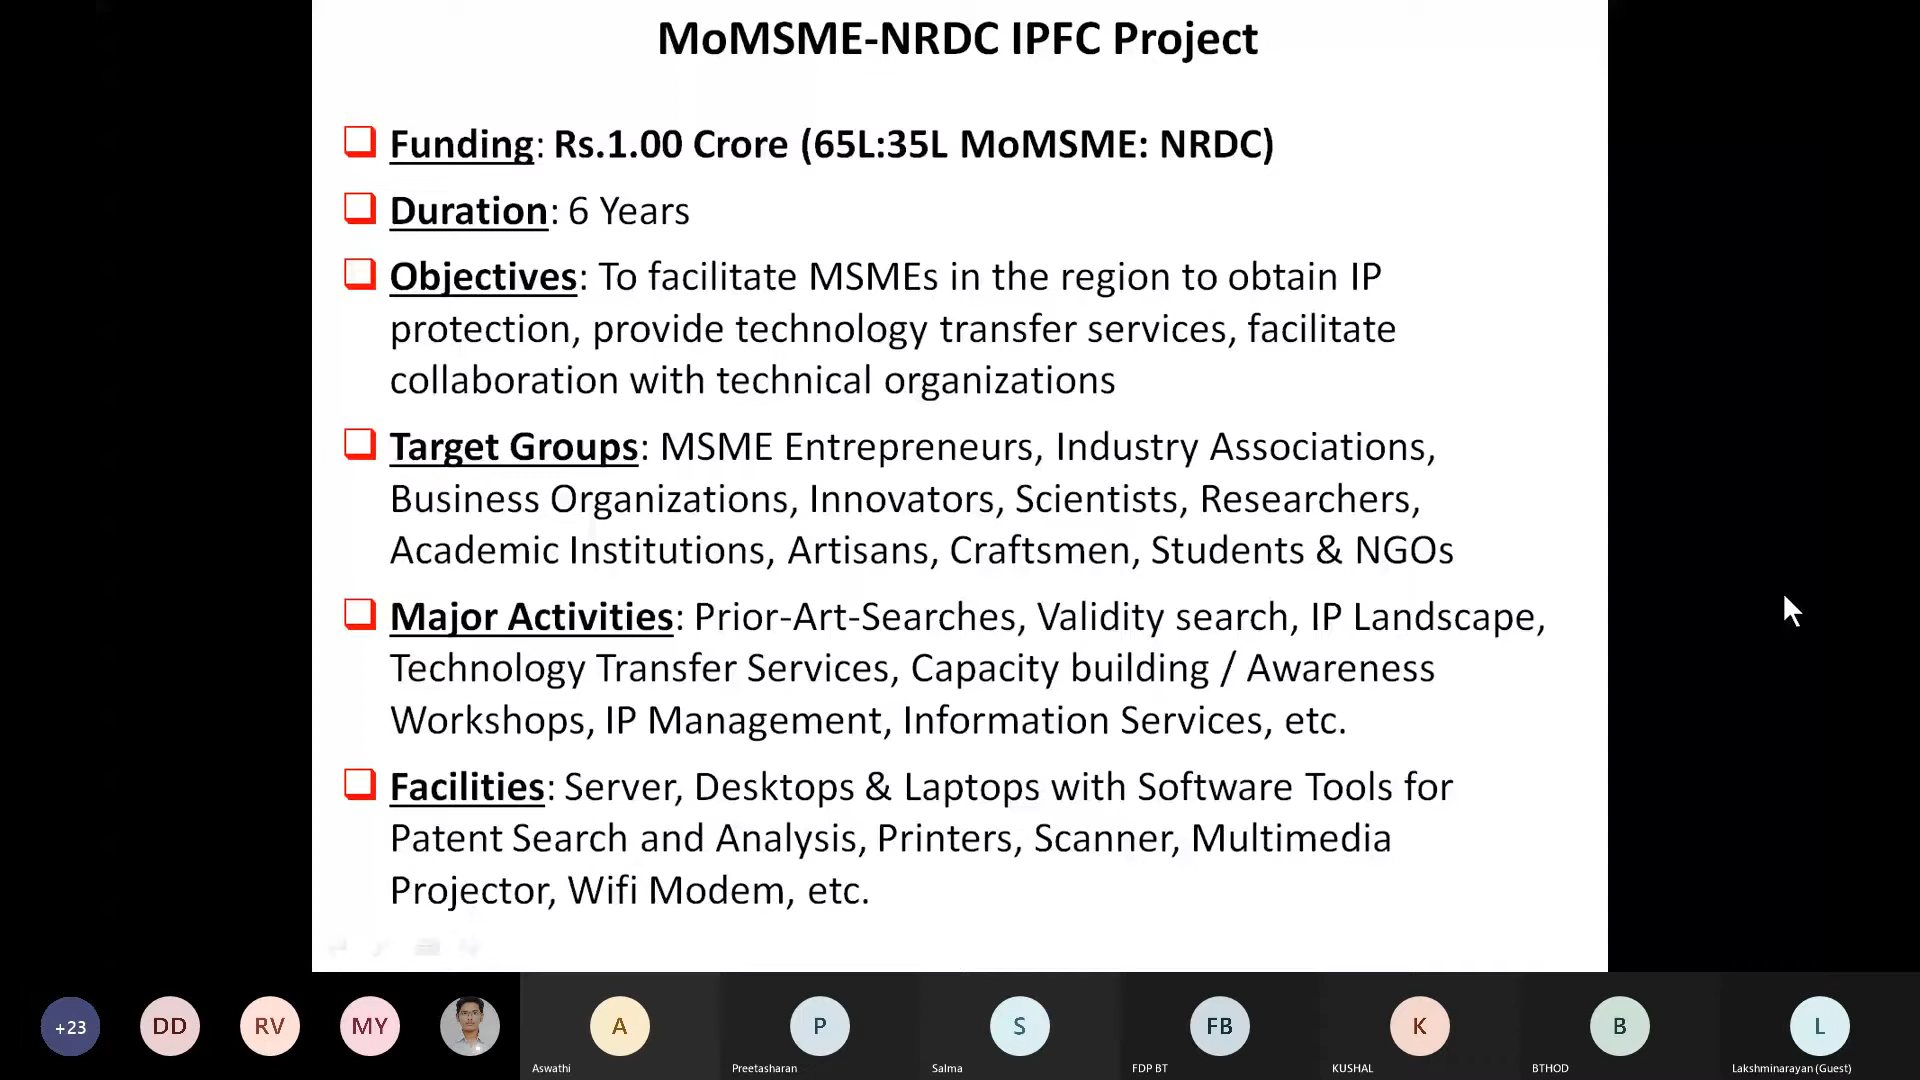 MoMSME-NRDC IPFC Project
Funding: Rs.1.00 Crore (65L:35L MoMSME: NRDC)
Duration: 6 Years
Objectives: To facilitate MSMEs in the region to obtain IP
protection, provide technology transfer services, facilitate
collaboration with technical organizations
Target Groups: MSME Entrepreneurs, Industry Associations,
Business Organizations, Innovators, Scientists, Researchers,
Academic Institutions, Artisans, Craftsmen, Students & NGOs
Major Activities: Prior-Art-Searches, Validity search, IP Landscape,
Technology Transfer Services, Capacity building / Awareness
Workshops, IP Management, Information Services, etc.
Facilities: Server, Desktops & Laptops with Software Tools for
Patent Search and Analysis, Printers, Scanner, Multimedia
Projector, Wifi Modem, etc.
+23 DD RV MY A P S FB K B L
Aswathi Preetasharan Salma FDP BT KUSHAL BTHOD Lakshminarayan (Guest)